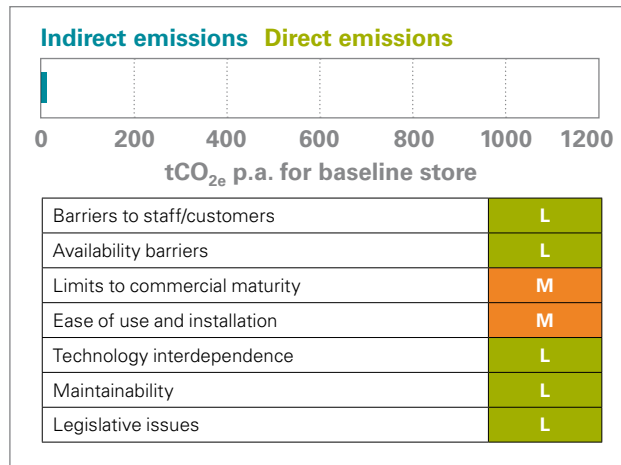 Indirect emissions Direct emissions
0 200 400 600 800 1000 1200
tCO2e p.a. for baseline store
Barriers to staff/customers L
Availability barriers L
Limits to commercial maturity M
Ease of use and installation M
Technology interdependence L
Maintainability L
Legislative issues L